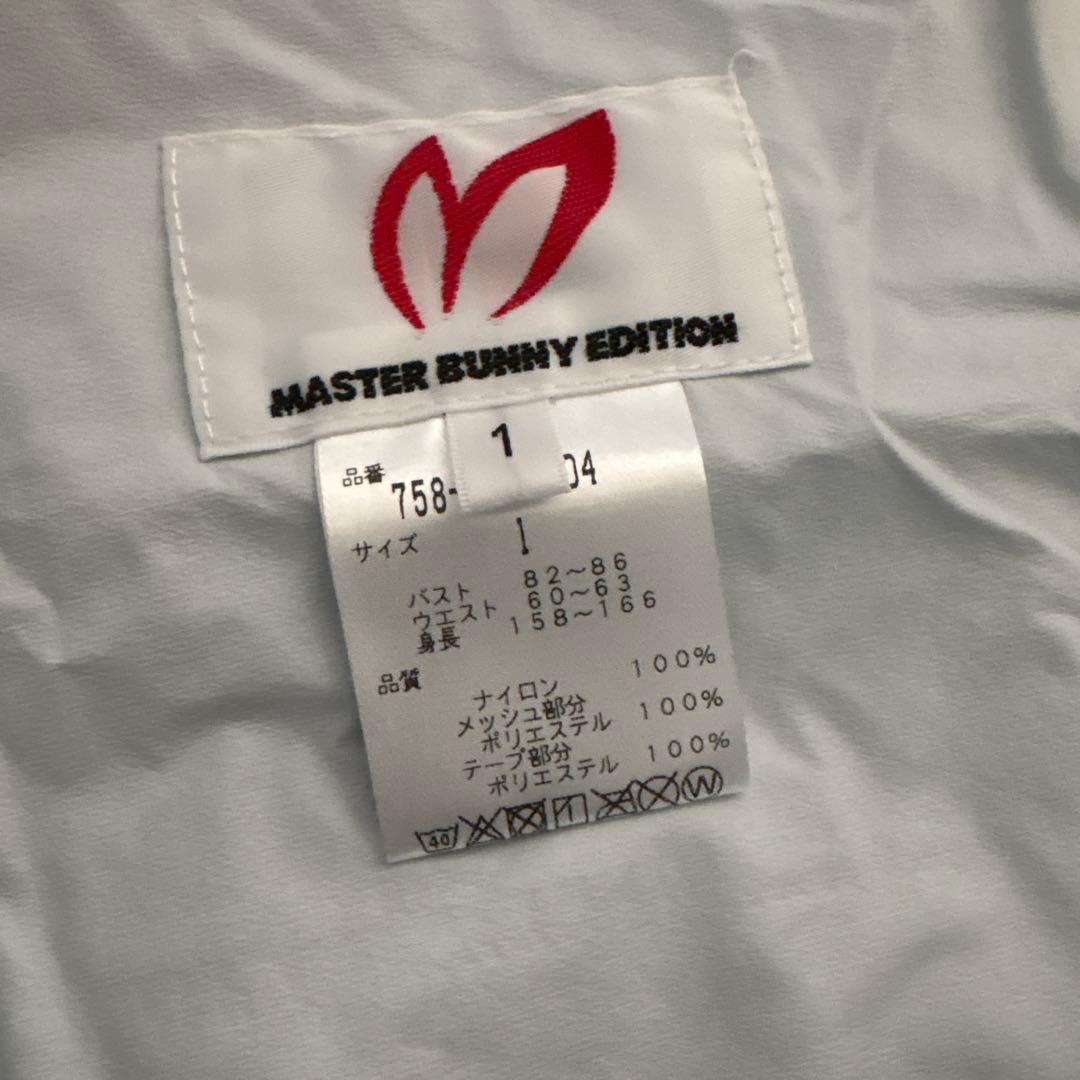 MASTER BUNNY EDITION
1
品番
758- 04
サイズ 1
バスト 82~86
ウエスト 60~63
身長 158~166
品質
ナイロン 100%
メッシュ部分
ポリエステル 100%
テープ部分
ポリエステル 100%
40 1 W